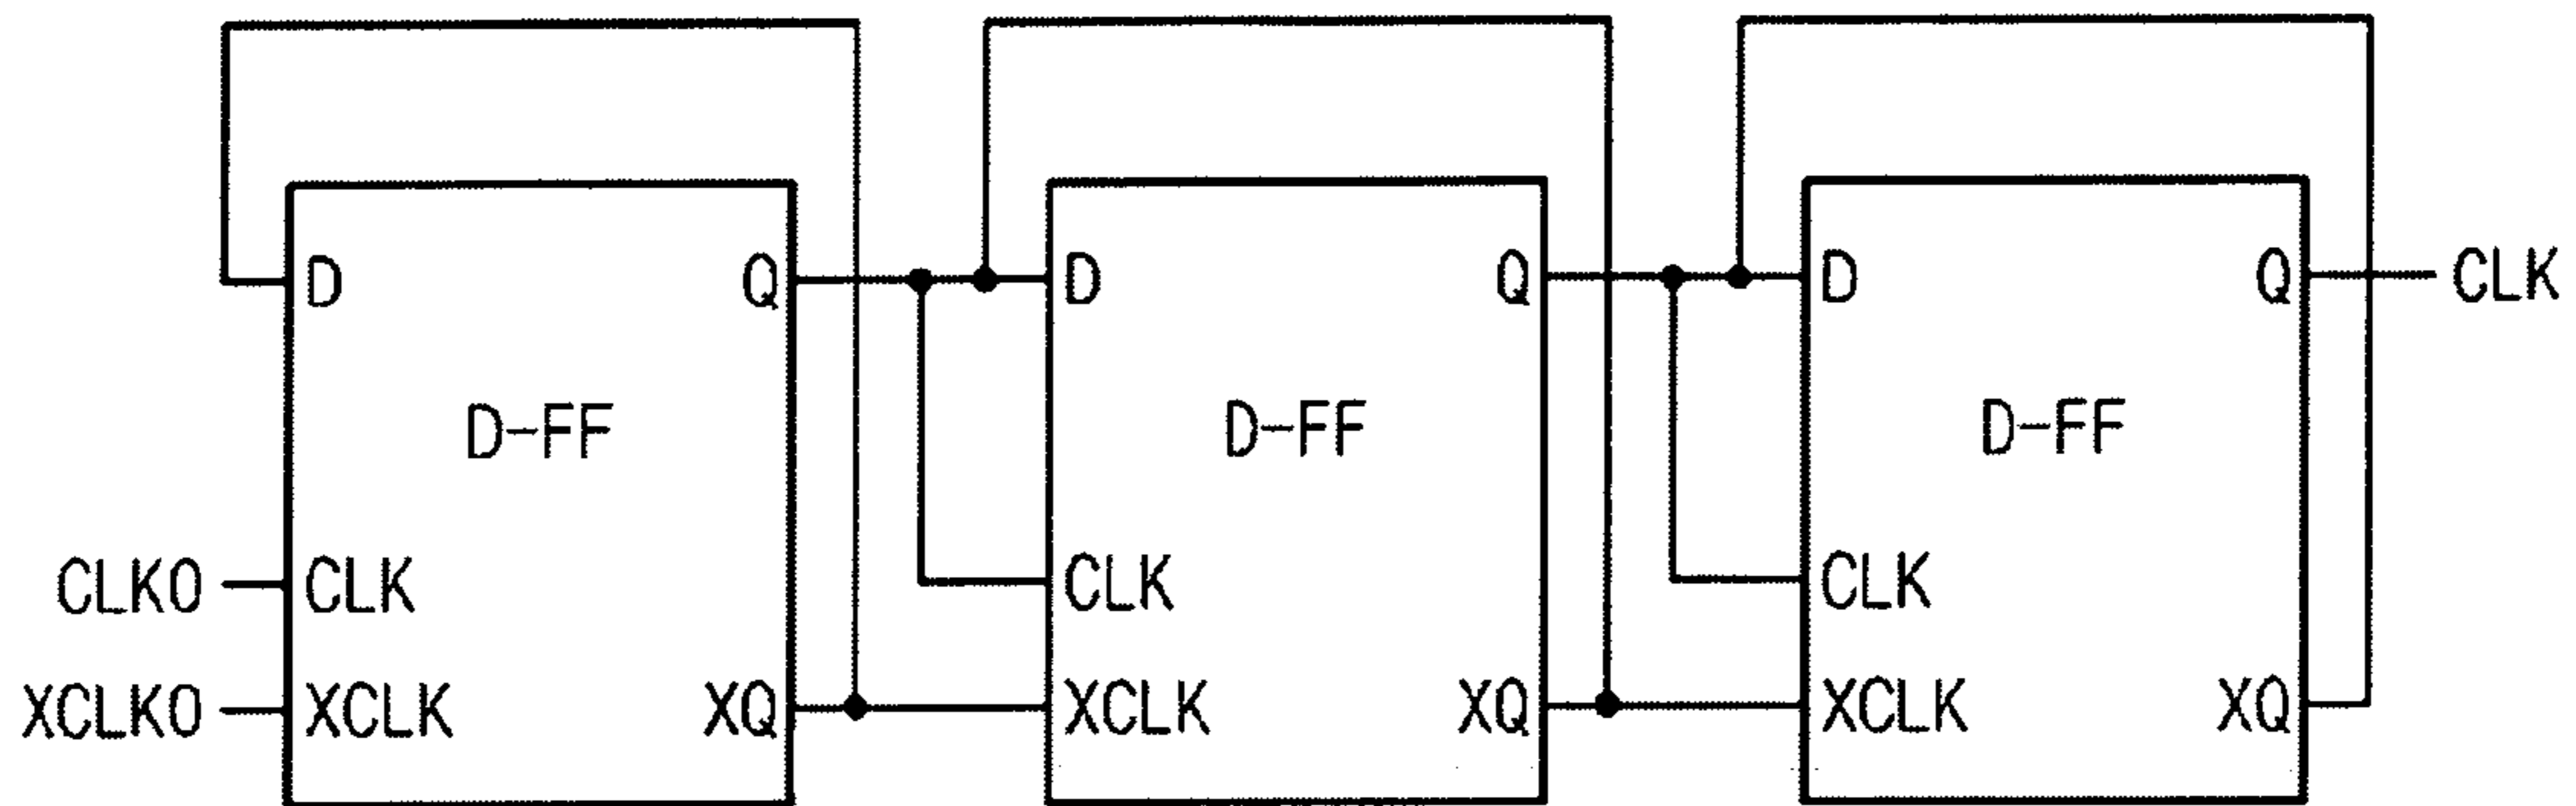 D Q D Q D Q CLK
D-FF D-FF D-FF
CLK0 CLK CLK CLK
XCLK0 XCLK XQ XCLK XQ XCLK XQ